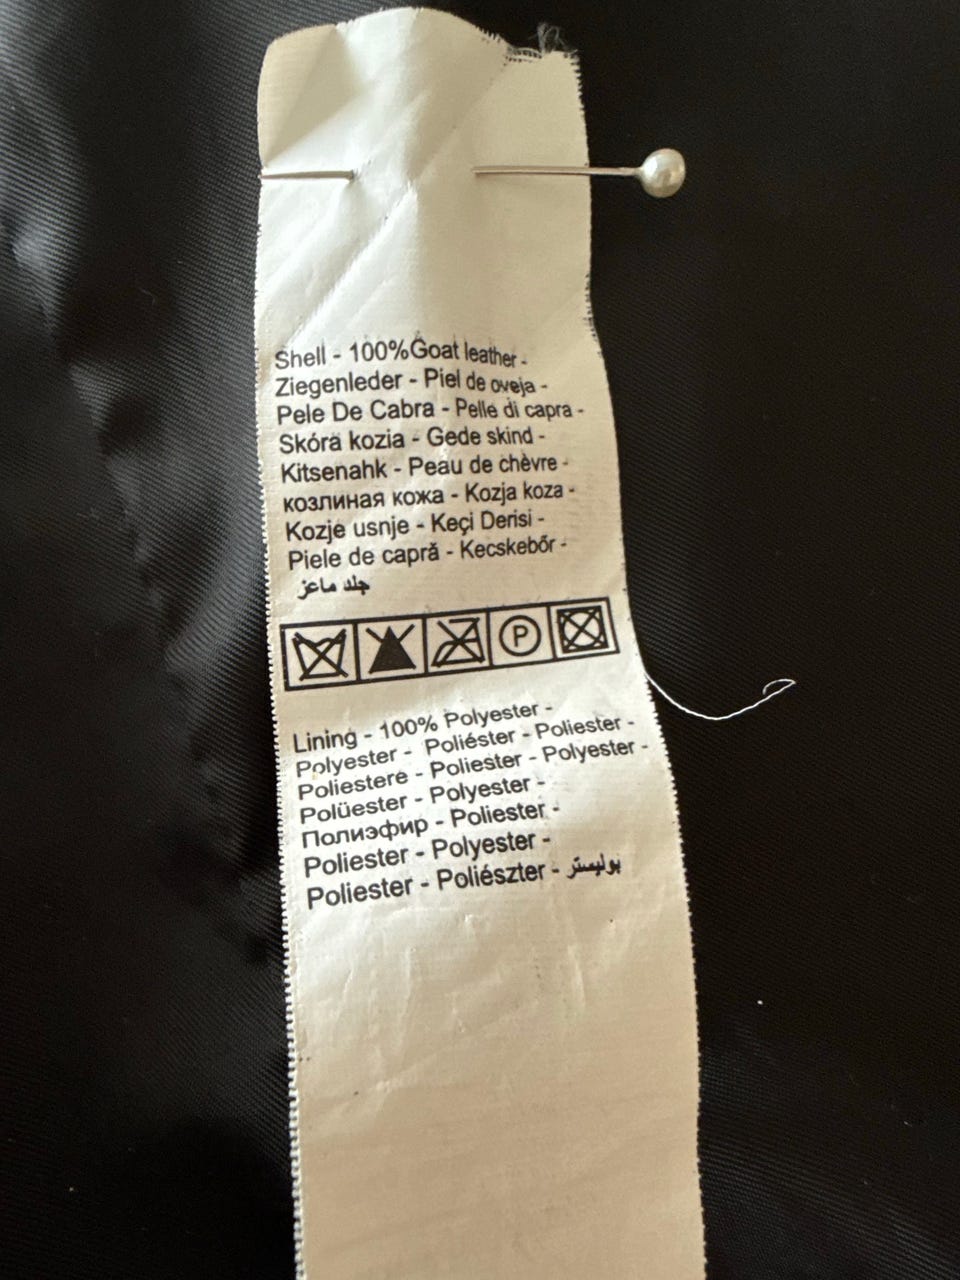 Shell - 100%Goat leather -
Ziegenleder - Piel de oveja -
Pele De Cabra - Pelle di capra -
Skóra kozia - Gede skind -
Kitsenahk - Peau de chèvre -
козлиная кожа - Kozja koza -
Kozje usnje - Keçi Derisi -
Piele de capră - Kecskebőr -
جلد ماعز
P
Lining - 100% Polyester -
Polyester - Poliéster - Poliester -
Poliestere - Poliester - Polyester -
Polüester - Polyester -
Полиэфир - Poliester -
Poliester - Polyester -
Poliester - Poliészter - بوليستر